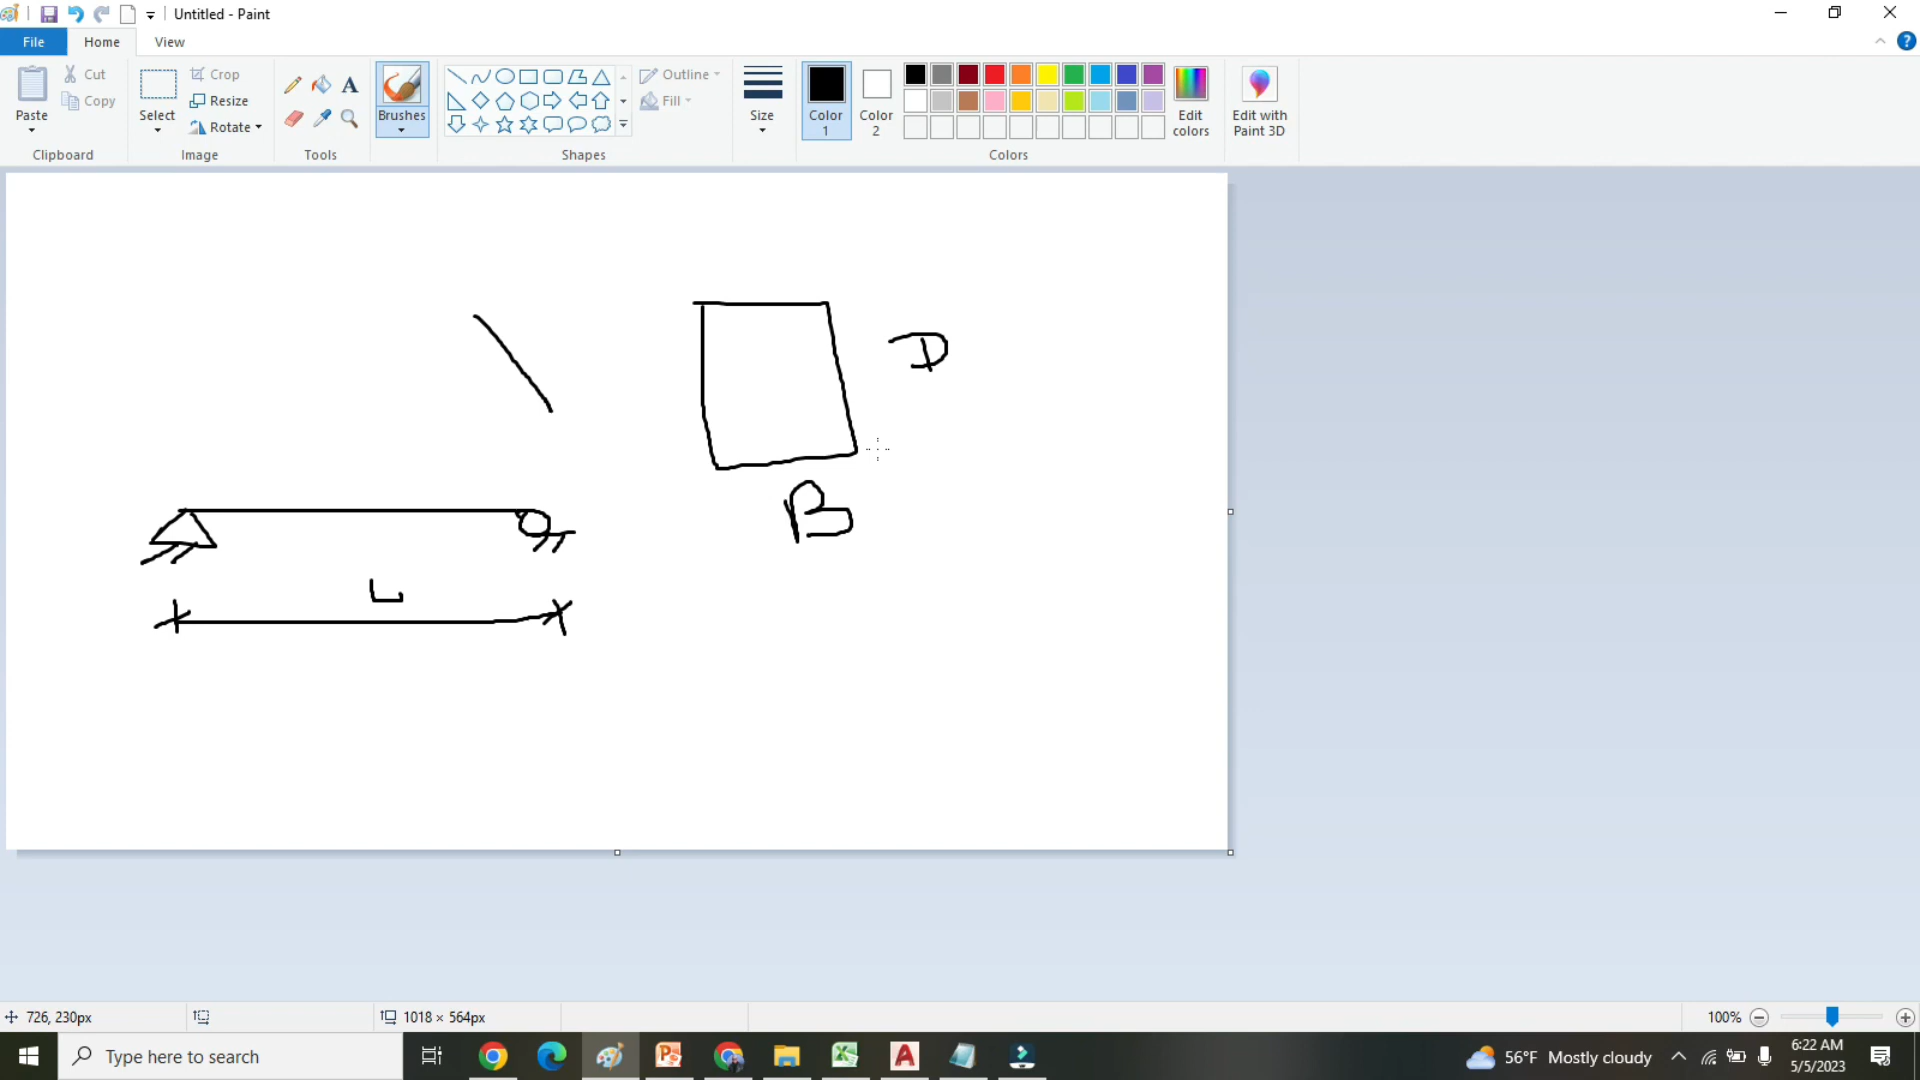 Untitled - Paint
File Home View
Paste
Cut
Copy
Clipboard
Select
Crop
Resize
Rotate
Image
Tools
Brushes
Outline
Fill
Shapes
Size
Color 1
Color 2
Edit colors
Edit with Paint 3D
Colors
D
B
L
726, 230px
1018 × 564px
100%
Type here to search
56°F Mostly cloudy
6:22 AM
5/5/2023